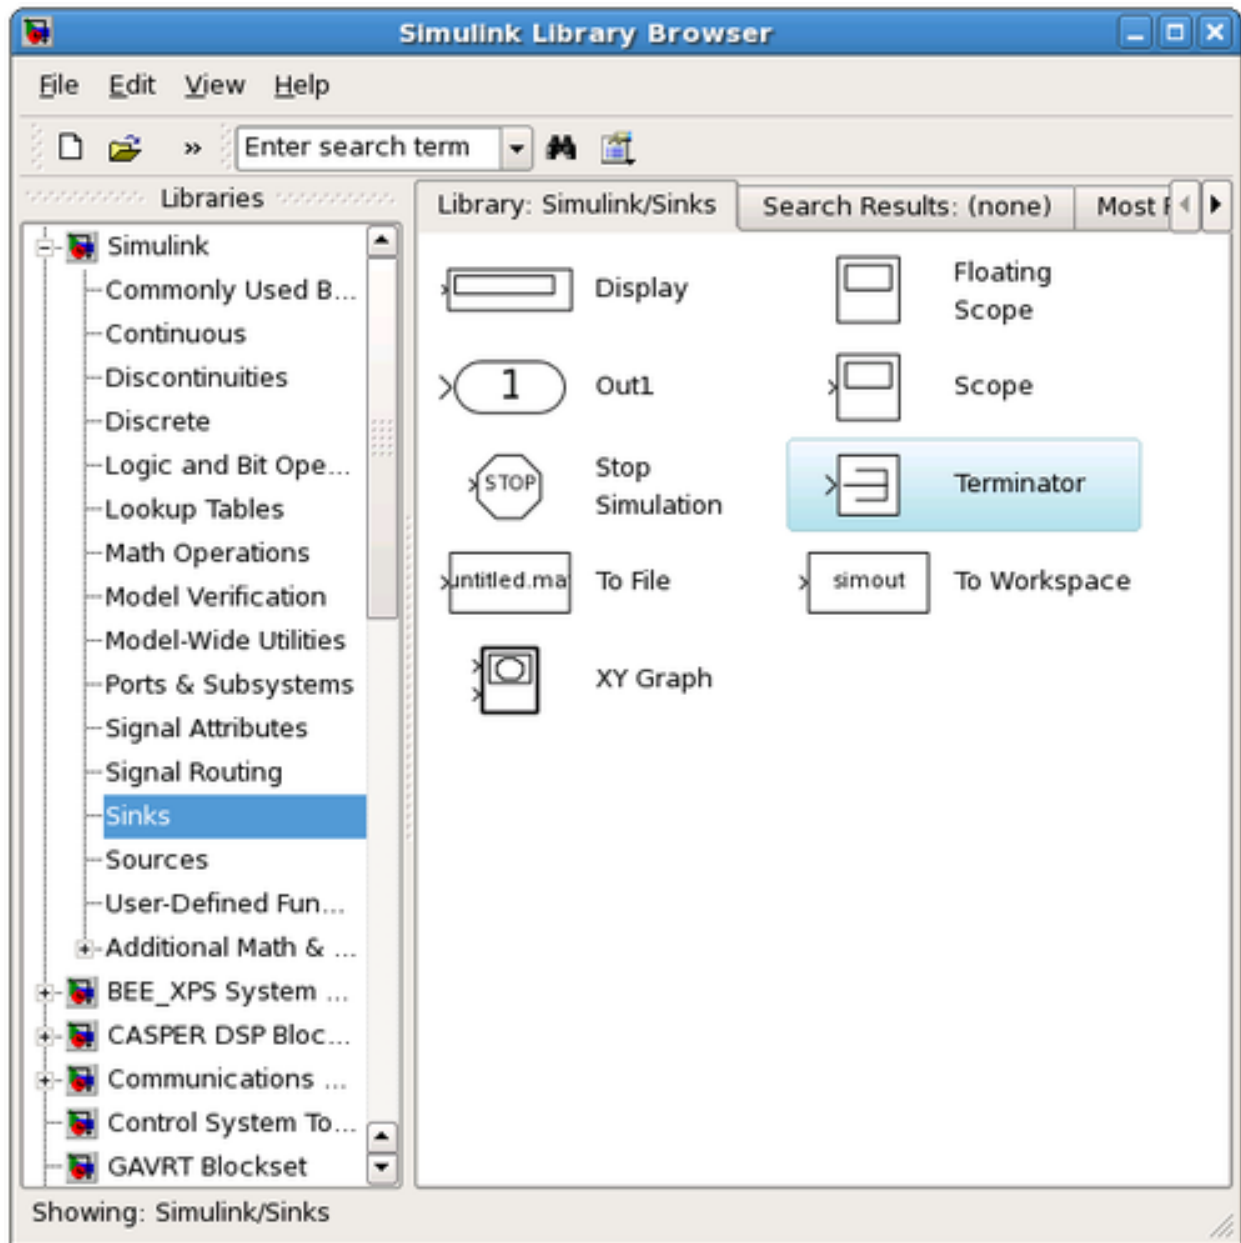 Simulink Library Browser
File Edit View Help
» Enter search term
Libraries
Simulink
Commonly Used B...
Continuous
Discontinuities
Discrete
Logic and Bit Ope...
Lookup Tables
Math Operations
Model Verification
Model-Wide Utilities
Ports & Subsystems
Signal Attributes
Signal Routing
Sinks
Sources
User-Defined Fun...
Additional Math & ...
BEE_XPS System ...
CASPER DSP Bloc...
Communications ...
Control System To...
GAVRT Blockset
Library: Simulink/Sinks Search Results: (none) Most
Display
Floating
Scope
1 Out1
Scope
STOP Stop
Simulation
Terminator
untitled.ma To File
simout To Workspace
XY Graph
Showing: Simulink/Sinks